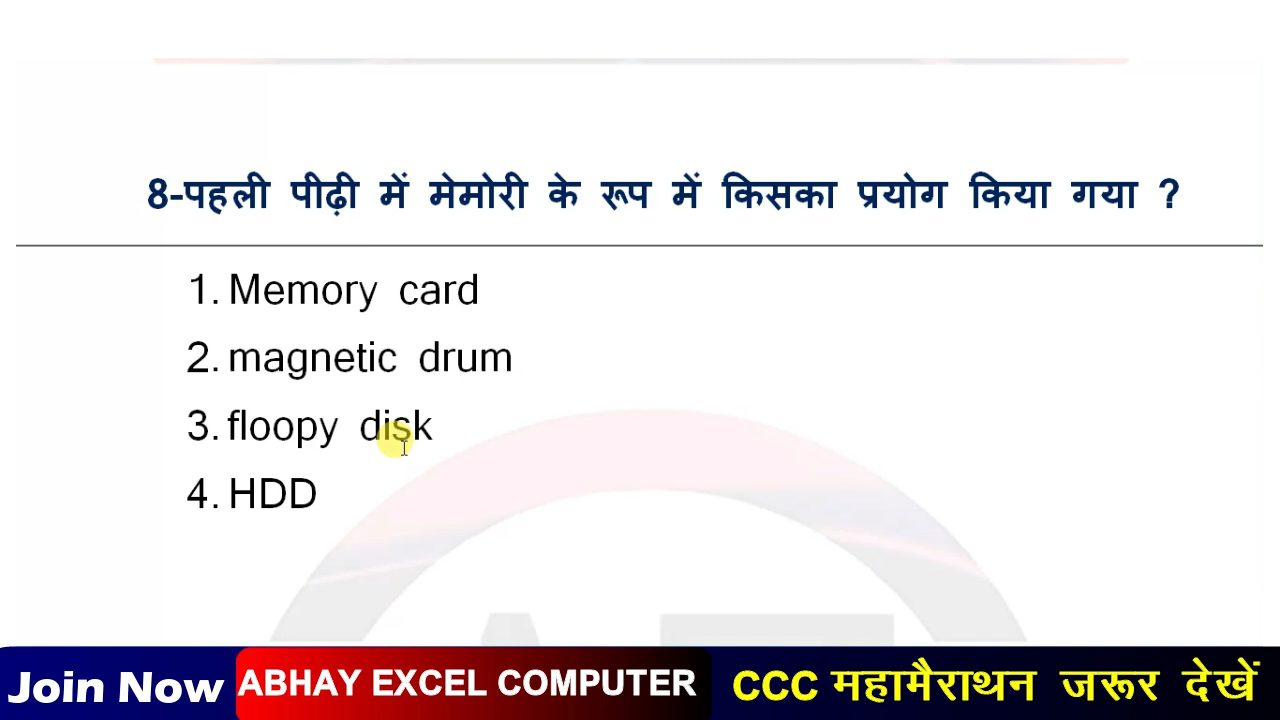 8-पहली पीढ़ी में मेमोरी के रूप में किसका प्रयोग किया गया ?
1. Memory card
2. magnetic drum
3. floopy disk
4. HDD
Join Now ABHAY EXCEL COMPUTER CCC महामैराथन जरूर देखें